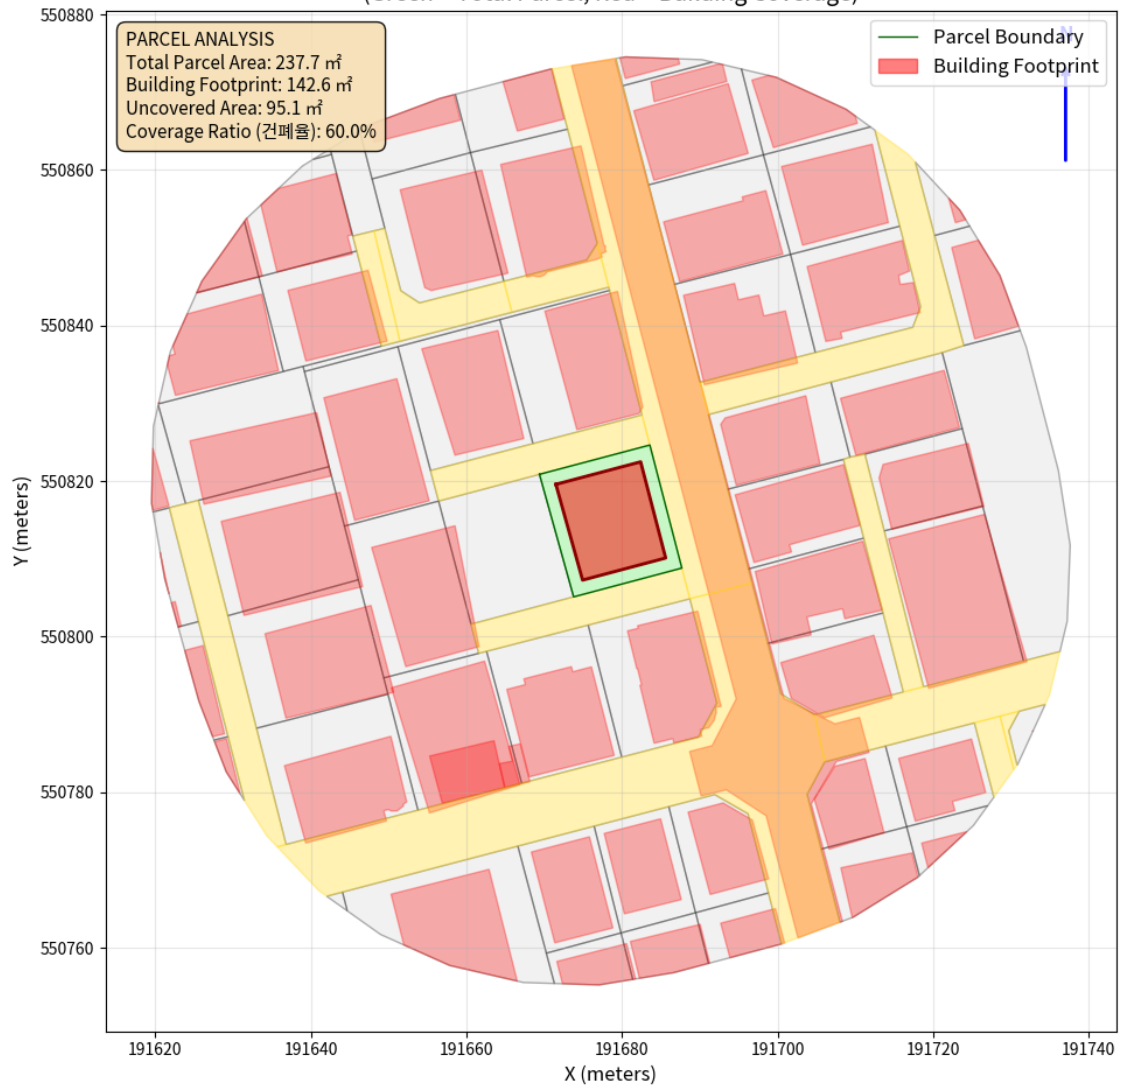 550880
550860
550840
550820
550800
550780
550760
Y (meters)
PARCEL ANALYSIS
Total Parcel Area: 237.7 ㎡
Building Footprint: 142.6 ㎡
Uncovered Area: 95.1 ㎡
Coverage Ratio (건폐율): 60.0%
N
Parcel Boundary
Building Footprint
191620 191640 191660 191680 191700 191720 191740
X (meters)